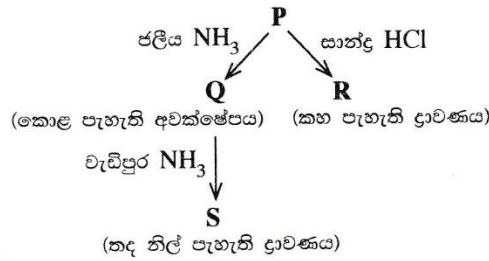 P
ජලීය NH₃ සාන්ද්‍ර HCl
Q R
(කොළ පැහැති අවක්ෂේපය) (කහ පැහැති ද්‍රාවණය)
වැඩිපුර NH₃
S
(තද නිල් පැහැති ද්‍රාවණය)